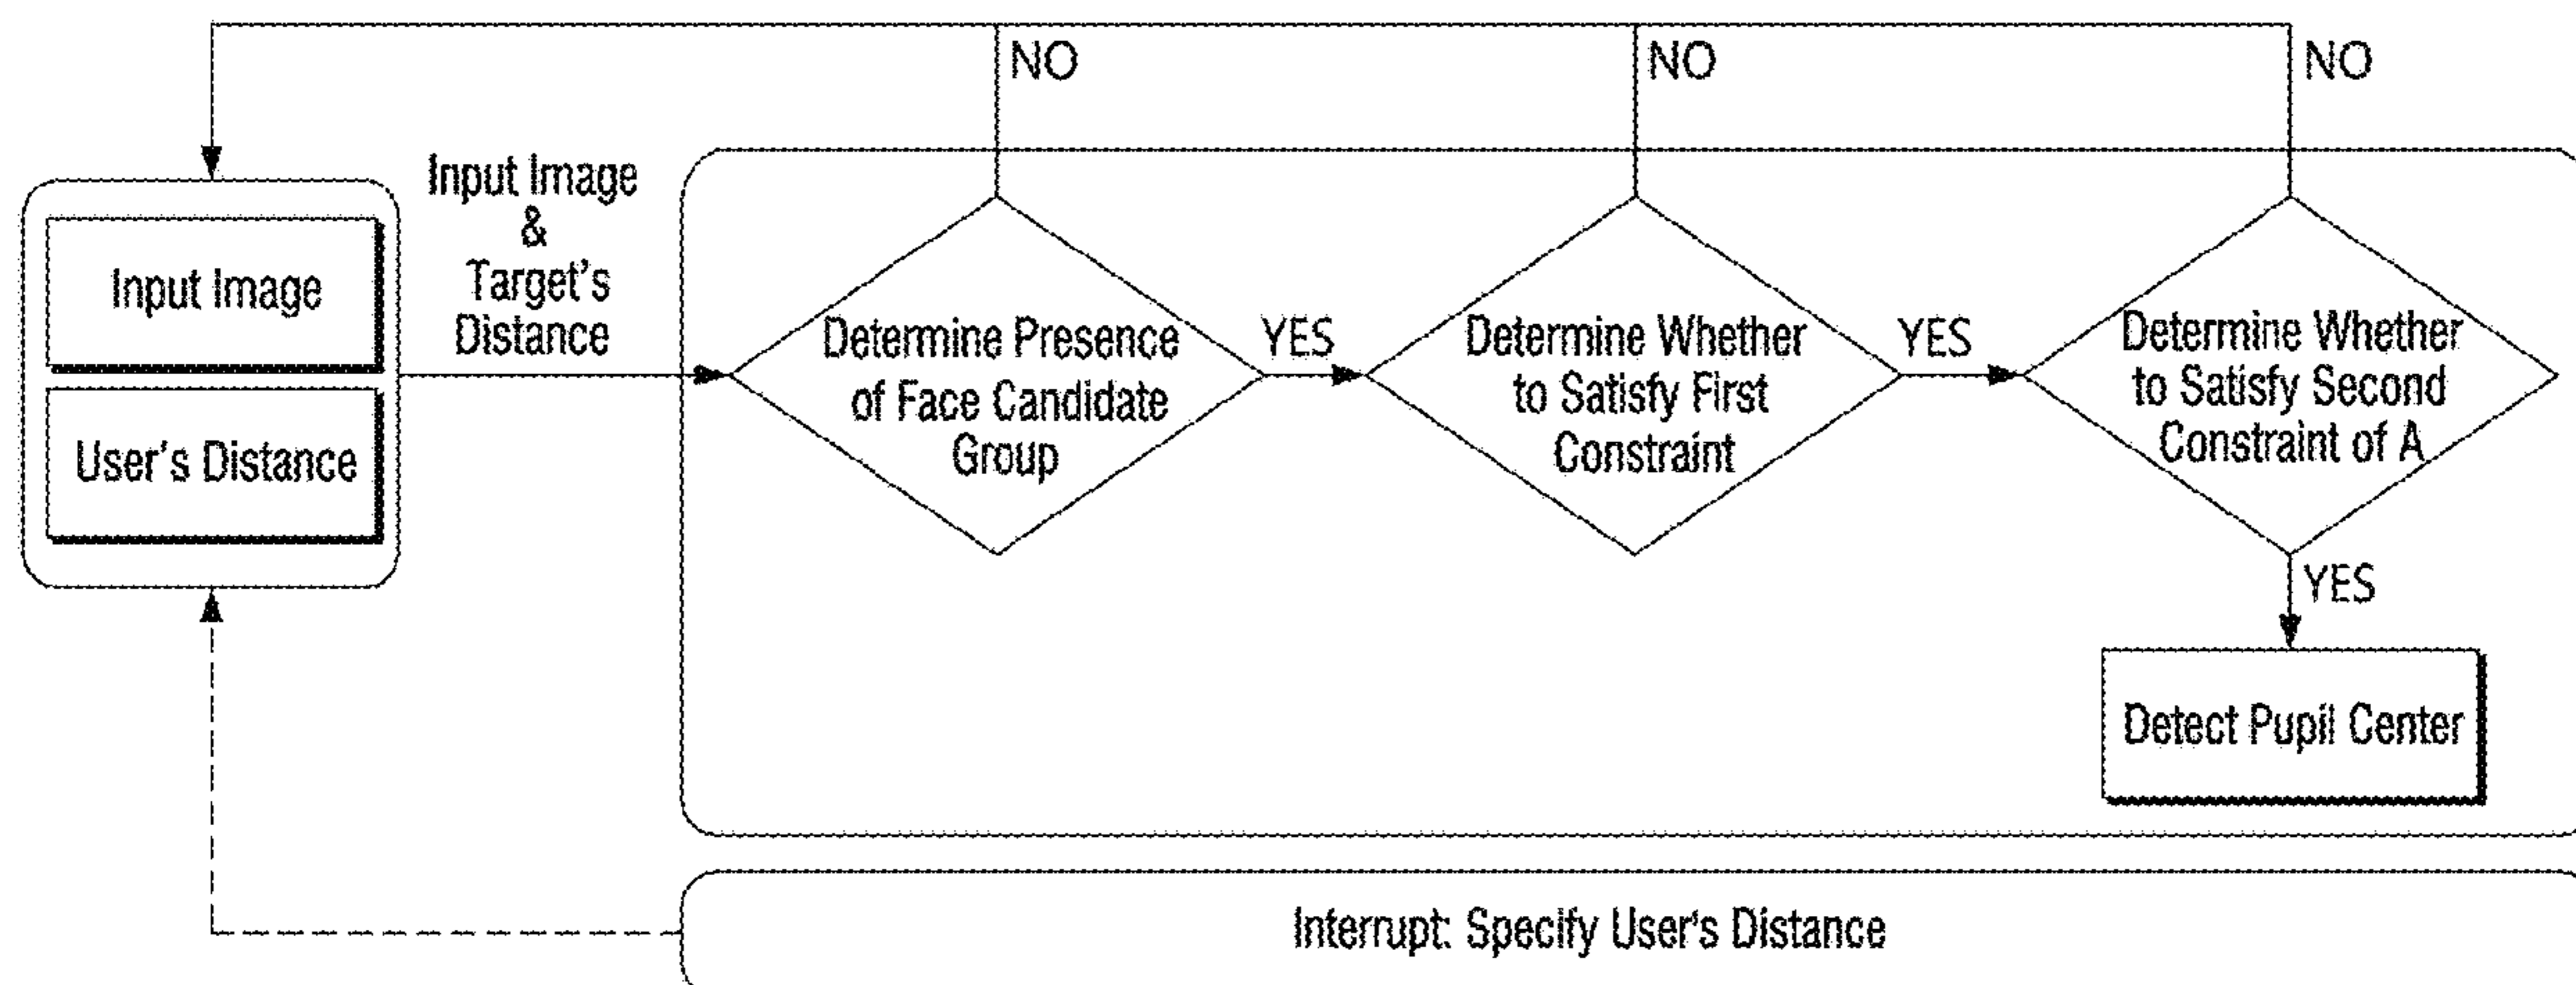 NO
NO
NO
Input Image
&
Target's
Distance
Input Image
User's Distance
Determine Presence
of Face Candidate
Group
YES
Determine Whether
to Satisfy First
Constraint
YES
Determine Whether
to Satisfy Second
Constraint of A
YES
Detect Pupil Center
Interrupt: Specify User's Distance